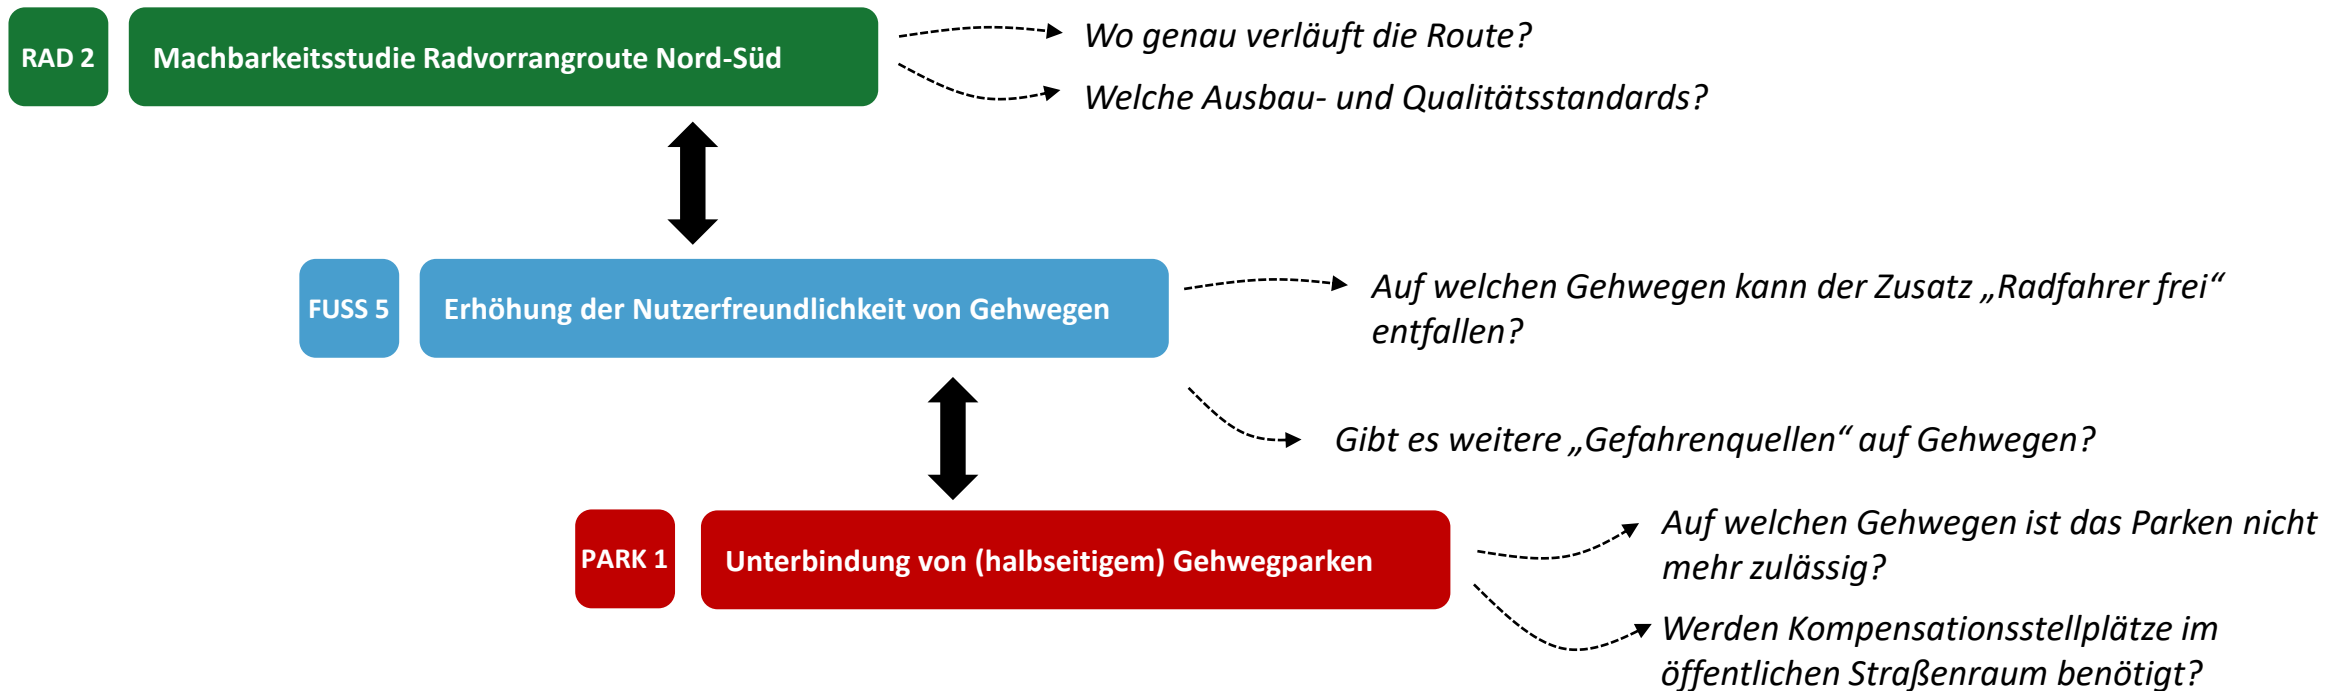 RAD 2
Machbarkeitsstudie Radvorrangroute Nord-Süd
Wo genau verläuft die Route?
Welche Ausbau- und Qualitätsstandards?
FUSS 5
Erhöhung der Nutzerfreundlichkeit von Gehwegen
Auf welchen Gehwegen kann der Zusatz „Radfahrer frei“
entfallen?
Gibt es weitere „Gefahrenquellen“ auf Gehwegen?
PARK 1
Unterbindung von (halbseitigem) Gehwegparken
Auf welchen Gehwegen ist das Parken nicht
mehr zulässig?
Werden Kompensationsstellplätze im
öffentlichen Straßenraum benötigt?